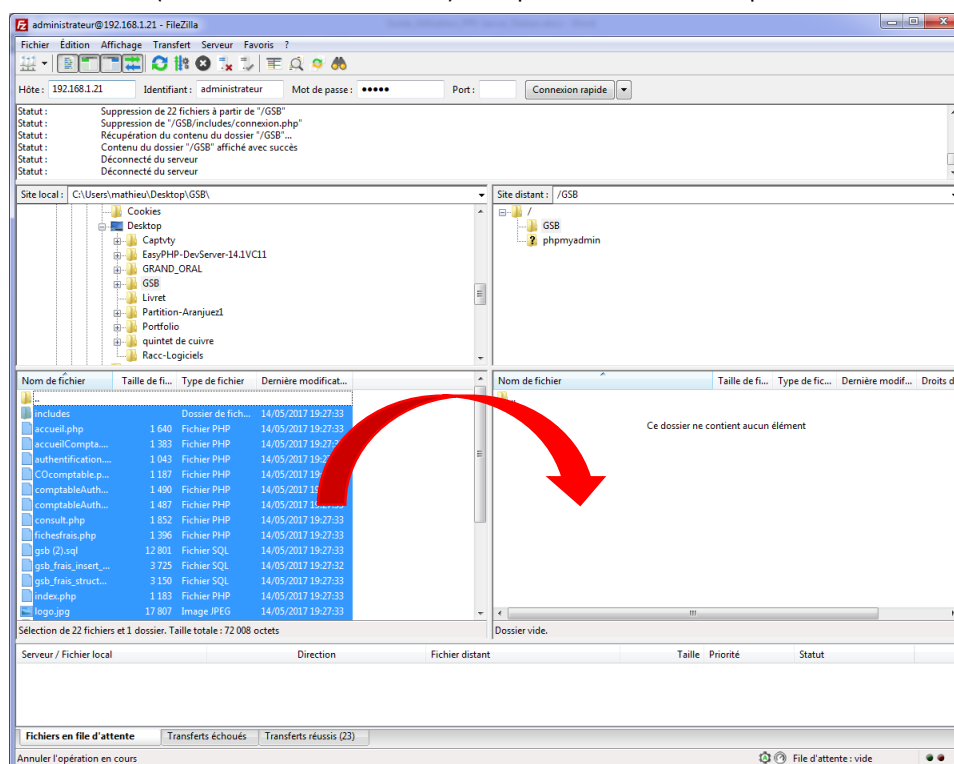 administrateur@192.168.1.21 - FileZilla
Fichier Édition Affichage Transfert Serveur Favoris ?
Hôte : 192.168.1.21 Identifiant : administrateur Mot de passe : ●●●●● Port : Connexion rapide
Statut : Suppression de 22 fichiers à partir de "/GSB"
Statut : Suppression de "/GSB/includes/connexion.php"
Statut : Récupération du contenu du dossier "/GSB"...
Statut : Contenu du dossier "/GSB" affiché avec succès
Statut : Déconnecté du serveur
Statut : Déconnecté du serveur
Site local : C:\Users\mathieu\Desktop\GSB\
Cookies
Desktop
Captvty
EasyPHP-DevServer-14.1VC11
GRAND_ORAL
GSB
Livret
Partition-Aranjuez1
Portfolio
quintet de cuivre
Racc-Logiciels
Site distant : /GSB
/
GSB
? phpmyadmin
Nom de fichier Taille de fi... Type de fichier Dernière modificat...
..
includes Dossier de fich... 14/05/2017 19:27:33
accueil.php 1 640 Fichier PHP 14/05/2017 19:27:33
accueilCompta.... 1 383 Fichier PHP 14/05/2017 19:27:
authentification.... 1 043 Fichier PHP 14/05/2017 19:27
COcomptable.p... 1 187 Fichier PHP 14/05/2017 19:
comptableAuth... 1 490 Fichier PHP 14/05/2017
comptableAuth... 1 487 Fichier PHP 14/05/2017
consult.php 1 852 Fichier PHP 14/05/2017 19:27:33
fichesfrais.php 1 396 Fichier PHP 14/05/2017 19:27:33
gsb (2).sql 12 801 Fichier SQL 14/05/2017 19:27:33
gsb_frais_insert_... 3 725 Fichier SQL 14/05/2017 19:27:32
gsb_frais_struct... 3 150 Fichier SQL 14/05/2017 19:27:33
index.php 1 183 Fichier PHP 14/05/2017 19:27:33
logo.jpg 17 807 Image JPEG 14/05/2017 19:27:33
Sélection de 22 fichiers et 1 dossier. Taille totale : 72 008 octets
Nom de fichier Taille de fi... Type de fic... Dernière modif... Droits d
..
Ce dossier ne contient aucun élément
Dossier vide.
Serveur / Fichier local Direction Fichier distant Taille Priorité Statut
Fichiers en file d'attente Transferts échoués Transferts réussis (23)
Annuler l'opération en cours File d'attente : vide